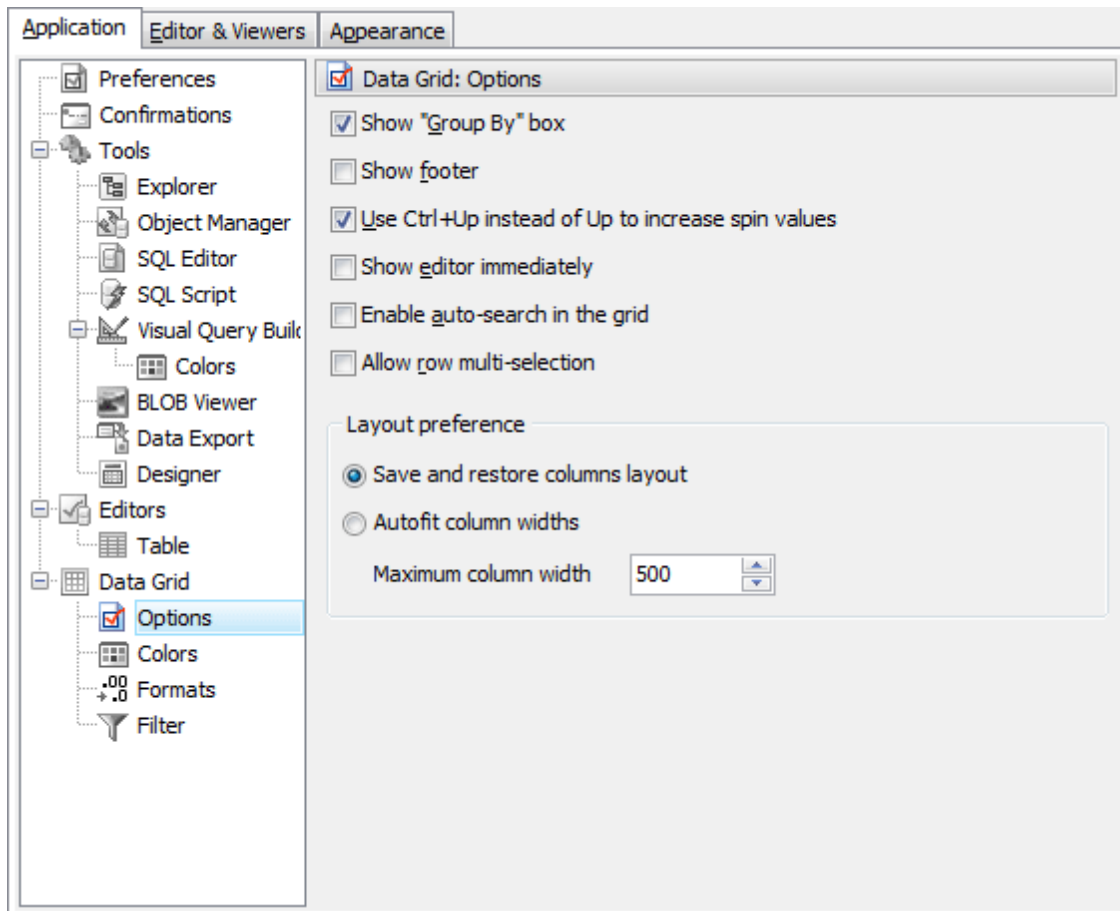 Application
Editor & Viewers
Appearance
Preferences
Confirmations
Tools
Explorer
Object Manager
SQL Editor
SQL Script
Visual Query Builc
Colors
BLOB Viewer
Data Export
Designer
Editors
Table
Data Grid
Options
Colors
Formats
Filter
Data Grid: Options
Show "Group By" box
Show footer
Use Ctrl+Up instead of Up to increase spin values
Show editor immediately
Enable auto-search in the grid
Allow row multi-selection
Layout preference
Save and restore columns layout
Autofit column widths
Maximum column width 500